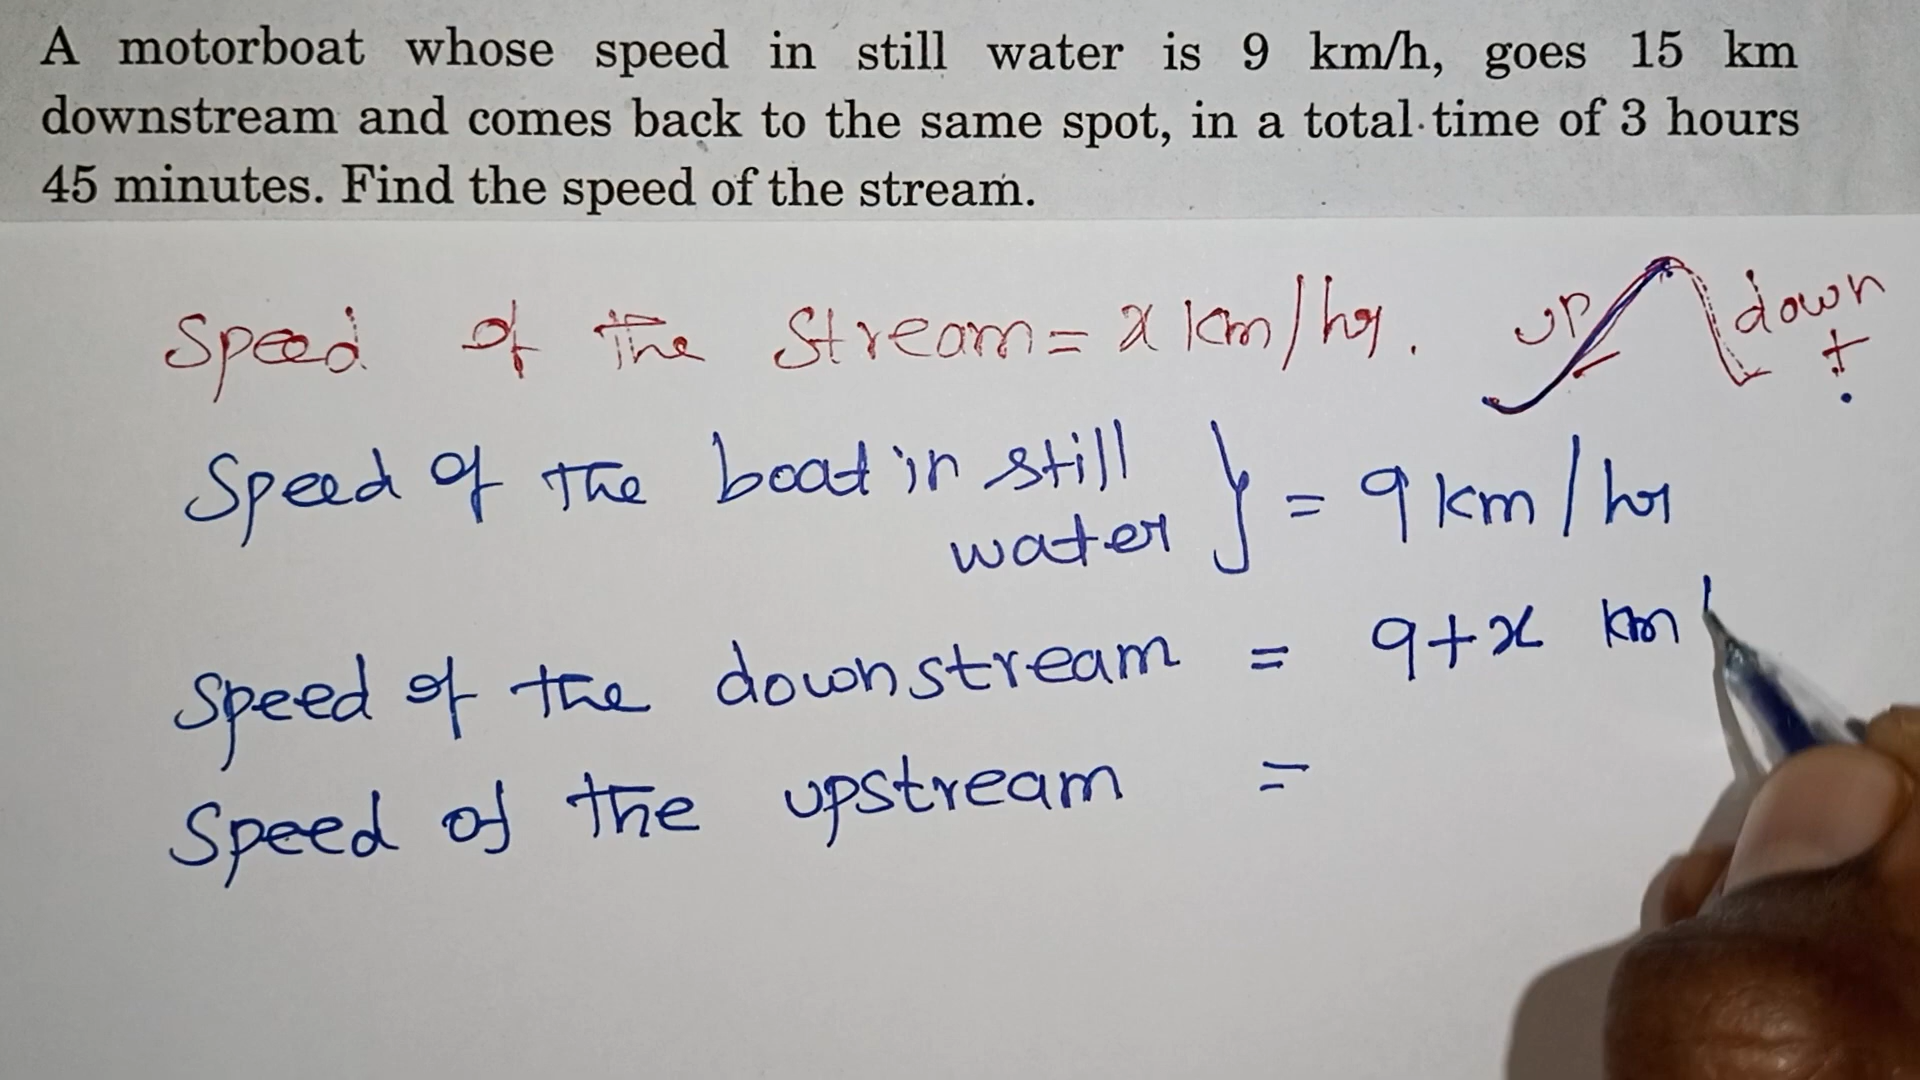 A motorboat whose speed in still water is 9 km/h, goes 15 km
downstream and comes back to the same spot, in a total time of 3 hours
45 minutes. Find the speed of the stream.
Speed of the Stream = x km/hr.
up
down
+
Speed of the boat in still
water } = 9 km/hr
Speed of the downstream = 9+x km/
Speed of the upstream =